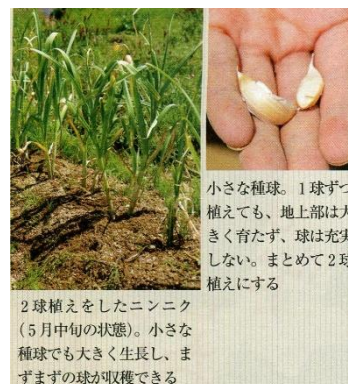 小さな種球。1球ずつ
植えても、地上部は大
きく育たず、球は充実
しない。まとめて2球
植えにする
2球植えをしたニンニク
(5月中旬の状態)。小さな
種球でも大きく生長し、ま
ずまずの球が収穫できる